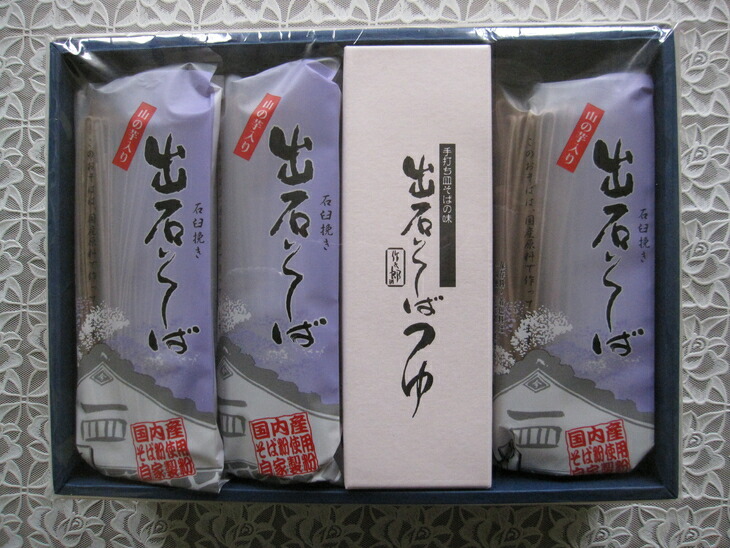 山の芋入り
出石そば
石臼挽き
国内産
そば粉使用
自家製粉
山の芋入り
出石そば
石臼挽き
国内産
そば粉使用
自家製粉
手打ち皿そばの味
出石そばつゆ
山の芋入り
出石そば
石臼挽き
国内産
そば粉使用
自家製粉